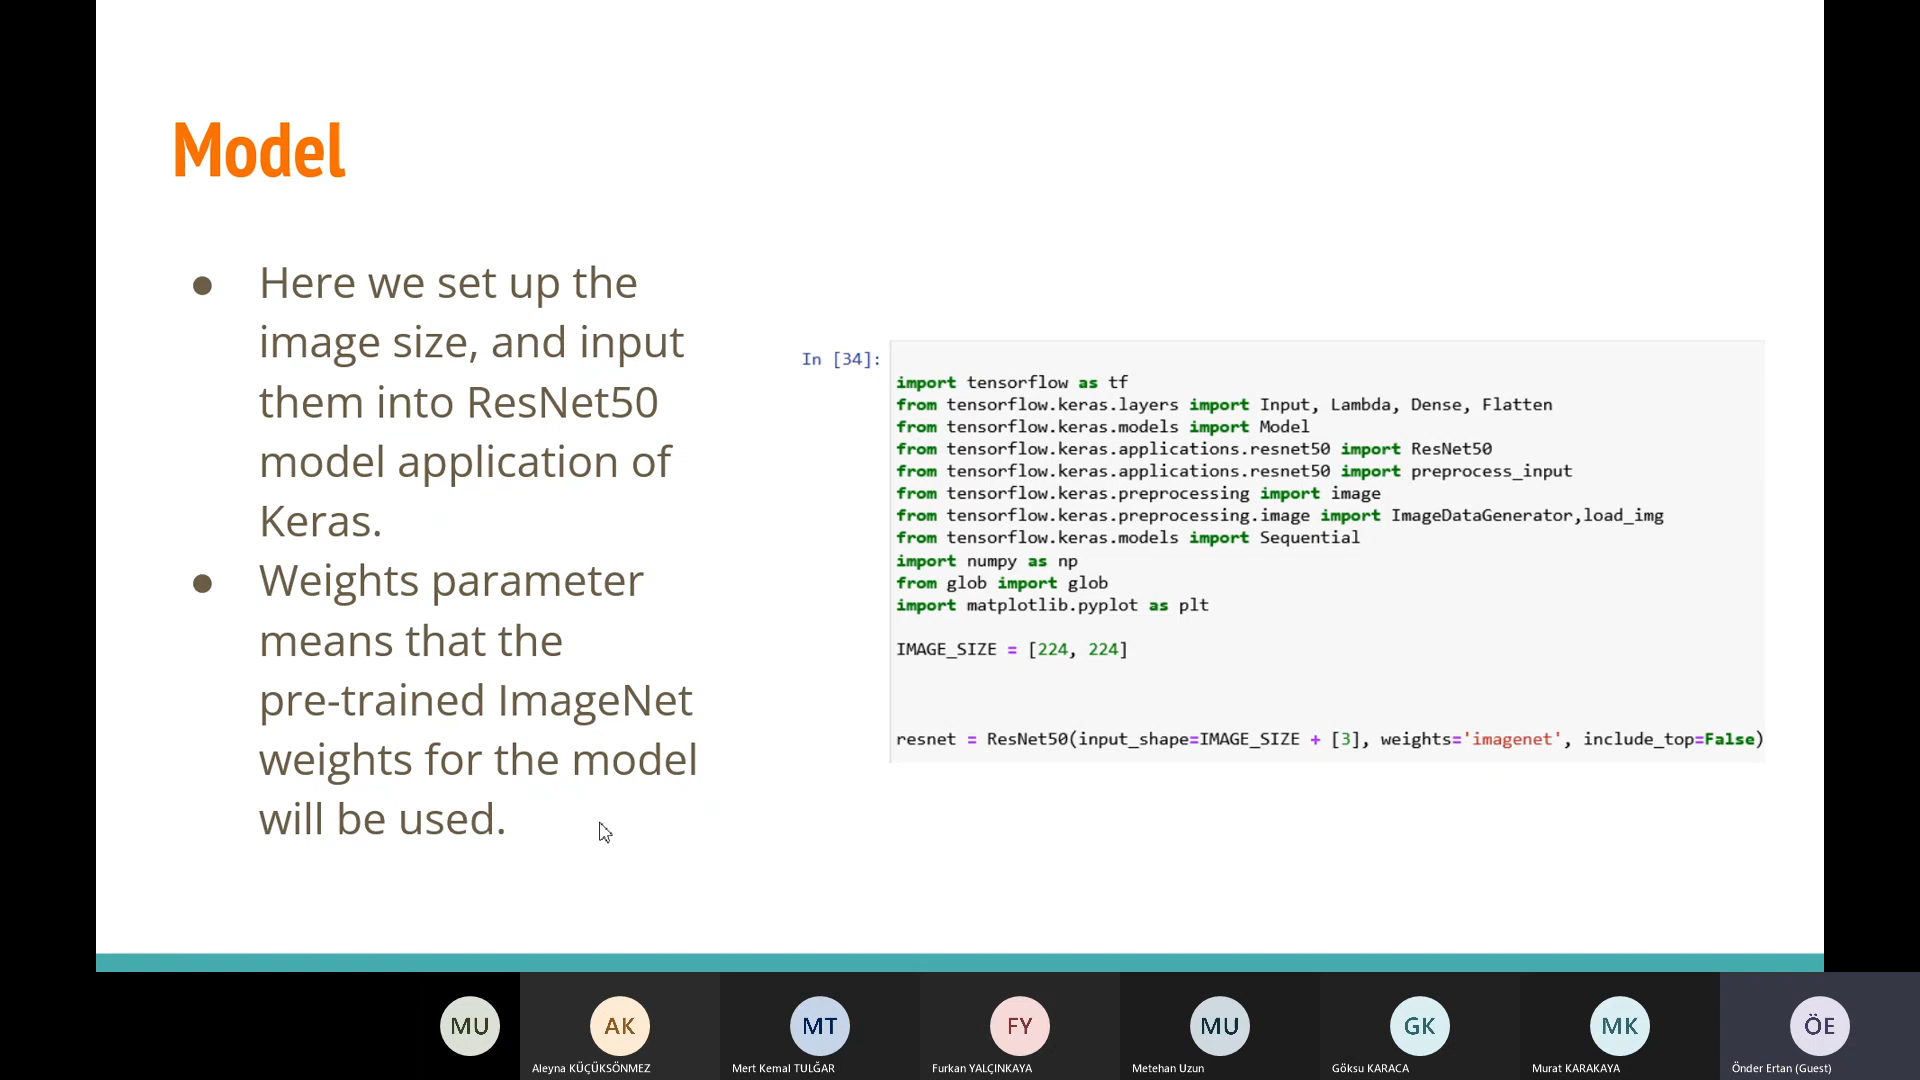 Model
● Here we set up the
image size, and input
them into ResNet50
model application of
Keras.
● Weights parameter
means that the
pre-trained ImageNet
weights for the model
will be used.
In [34]:
import tensorflow as tf
from tensorflow.keras.layers import Input, Lambda, Dense, Flatten
from tensorflow.keras.models import Model
from tensorflow.keras.applications.resnet50 import ResNet50
from tensorflow.keras.applications.resnet50 import preprocess_input
from tensorflow.keras.preprocessing import image
from tensorflow.keras.preprocessing.image import ImageDataGenerator,load_img
from tensorflow.keras.models import Sequential
import numpy as np
from glob import glob
import matplotlib.pyplot as plt
IMAGE_SIZE = [224, 224]
resnet = ResNet50(input_shape=IMAGE_SIZE + [3], weights='imagenet', include_top=False)
MU
AK
MT
FY
MU
GK
MK
ÖE
Aleyna KÜÇÜKSÖNMEZ
Mert Kemal TULĞAR
Furkan YALÇINKAYA
Metehan Uzun
Göksu KARACA
Murat KARAKAYA
Önder Ertan (Guest)